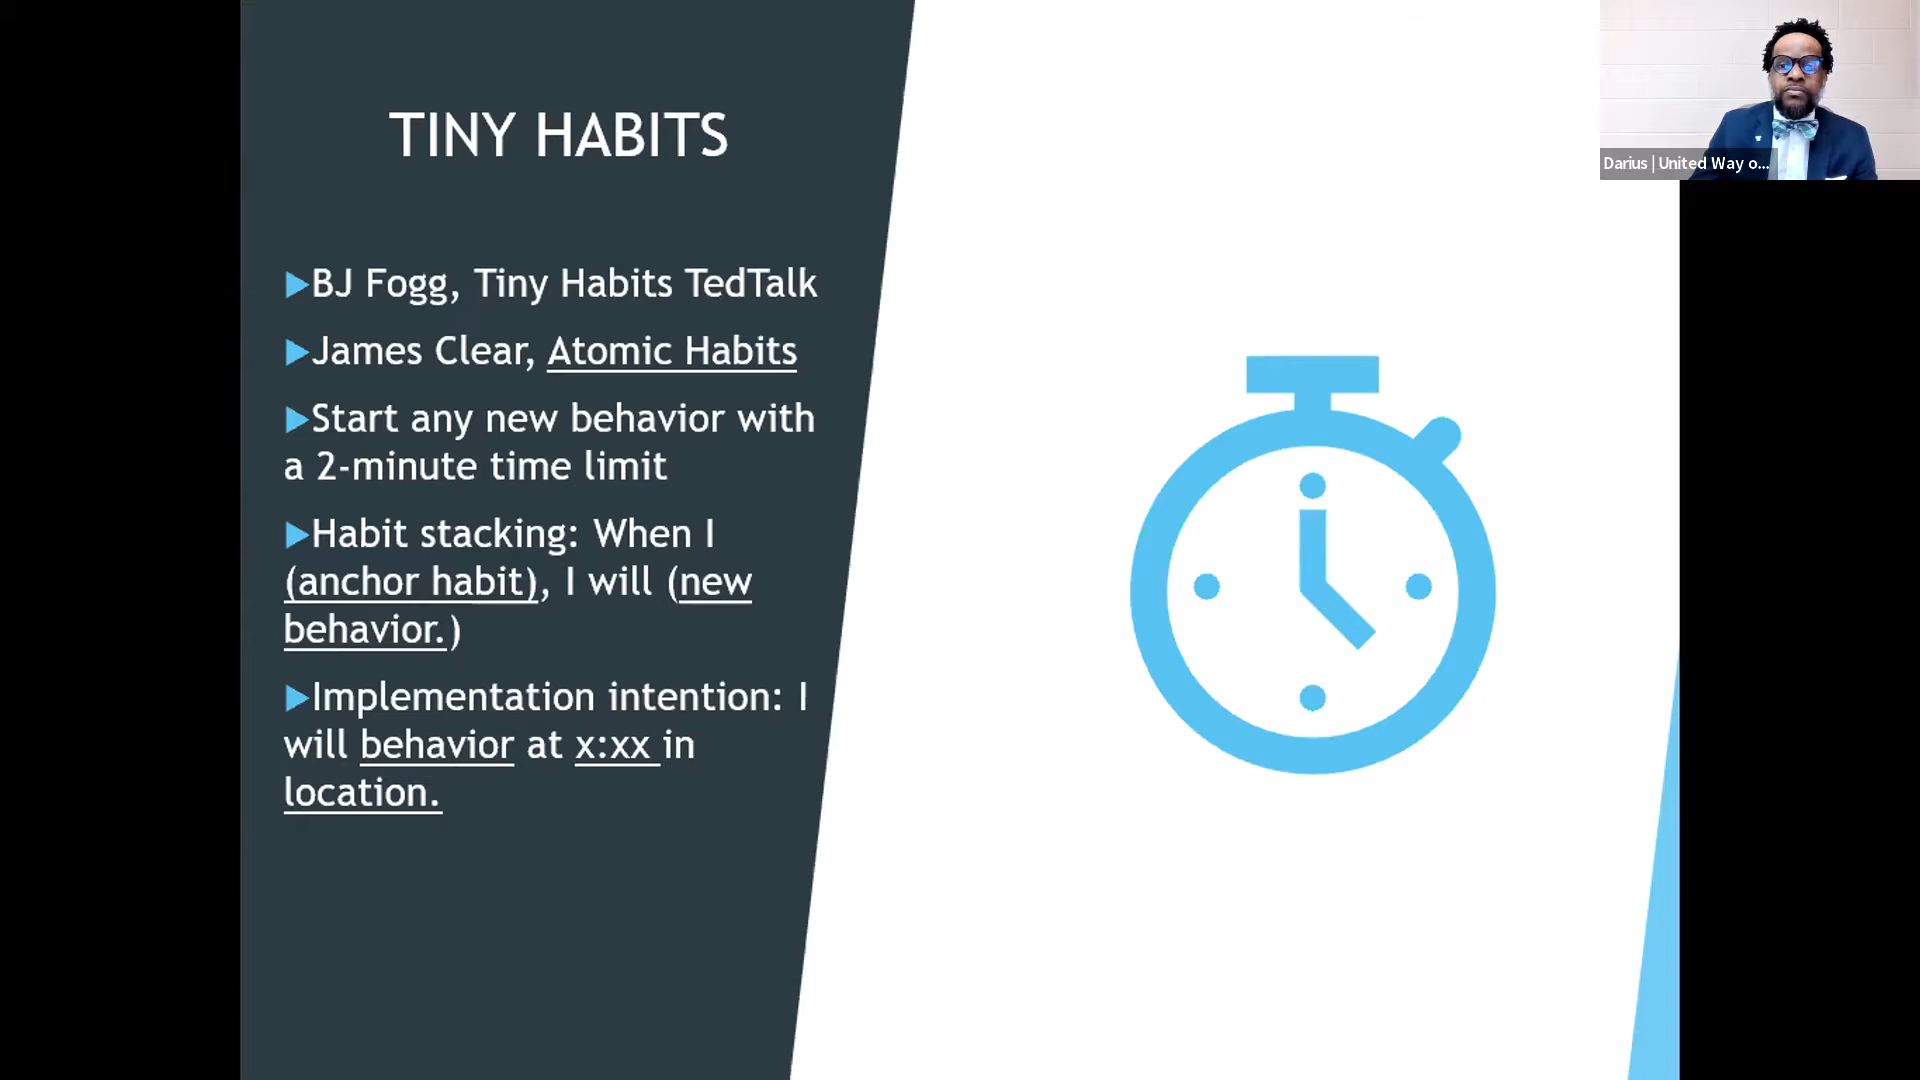 TINY HABITS
BJ Fogg, Tiny Habits TedTalk
James Clear, Atomic Habits
Start any new behavior with
a 2-minute time limit
Habit stacking: When I
(anchor habit), I will (new
behavior.)
Implementation intention: I
will behavior at x:xx in
location.
Darius | United Way o...